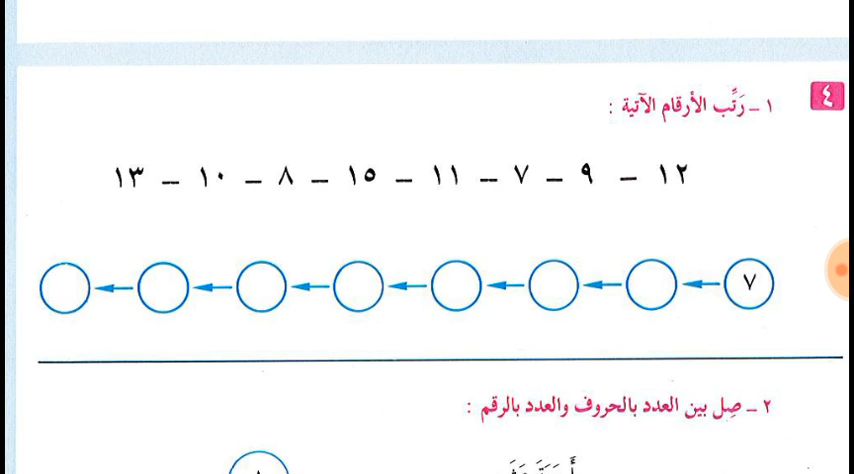 ٤
١ - رَتِّب الأرقام الآتية :
١٢ - ٩ - ٧ - ١١ - ١٥ - ٨ - ١٠ - ١٣
٧
٢ - صِل بين العدد بالحروف والعدد بالرقم :